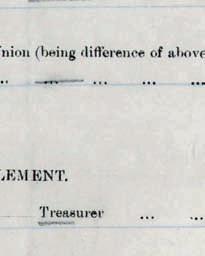 nion (being difference of above
... ... ... ... ...
LEMENT.
Treasurer ... ...